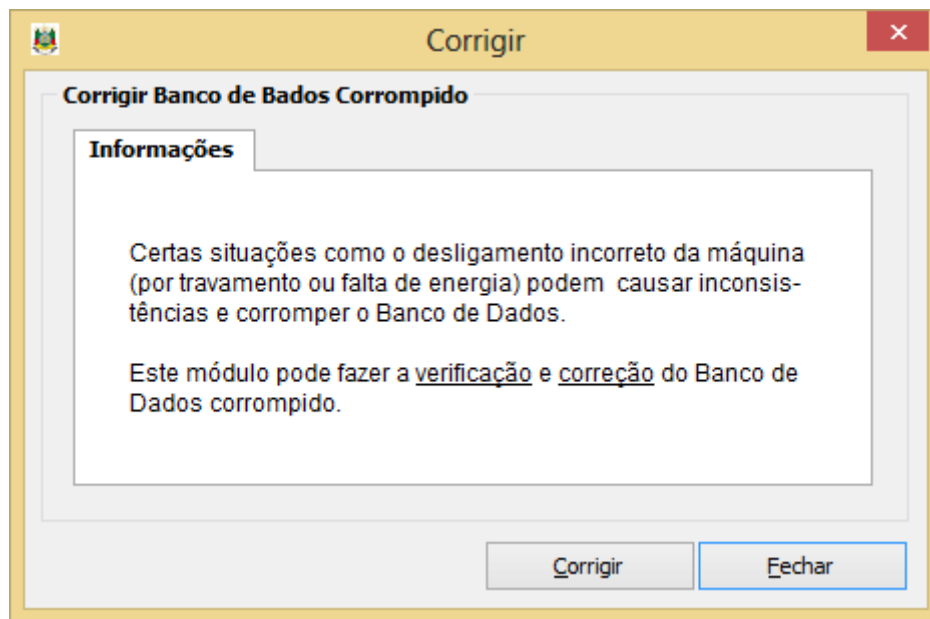 Corrigir
Corrigir Banco de Bados Corrompido
Informações
Certas situações como o desligamento incorreto da máquina
(por travamento ou falta de energia) podem  causar inconsis-
tências e corromper o Banco de Dados.
Este módulo pode fazer a verificação e correção do Banco de
Dados corrompido.
Corrigir
Fechar